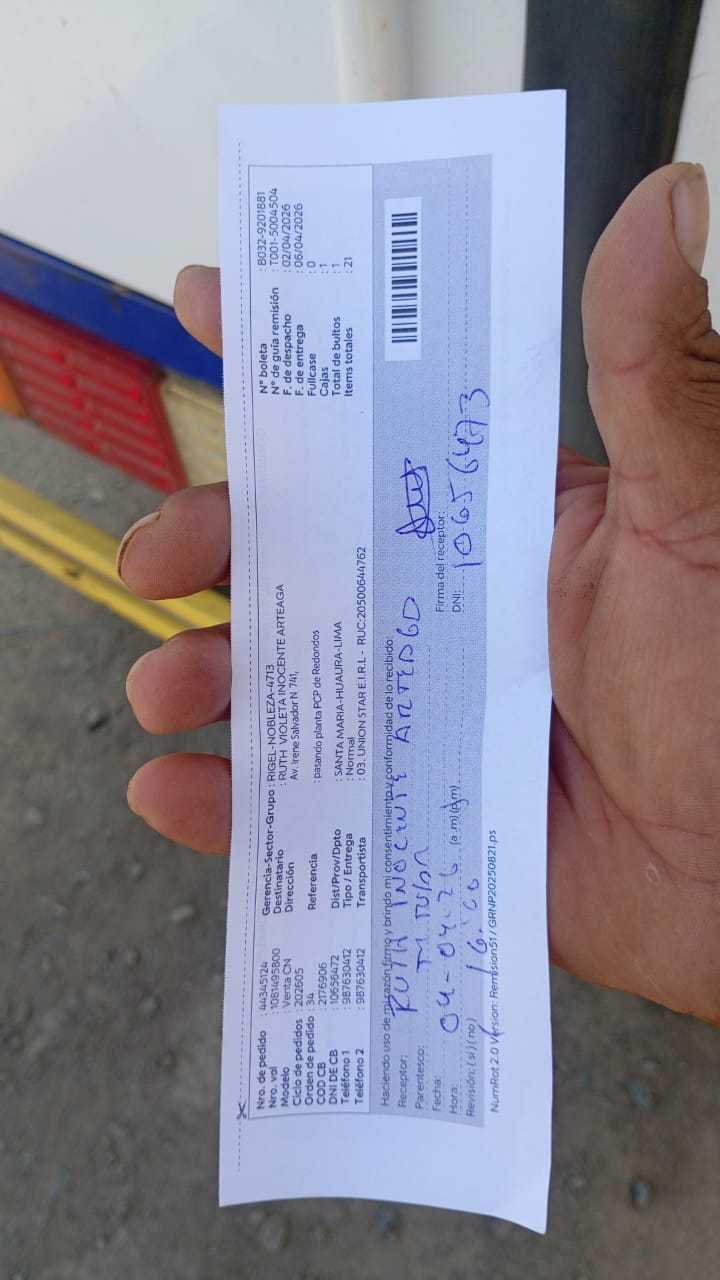 Nro. de pedido : 44345124
Nro. vol : 1081495800
Modelo : Venta CN
Ciclo de pedidos : 202605
Orden de pedido : 34
COD CB : 2176906
DNI DE CB : 10656472
Teléfono 1 : 987630412
Teléfono 2 : 987630412
Gerencia-Sector-Grupo : RIGEL-NOBLEZA-4713
Destinatario : RUTH VIOLETA INOCENTE ARTEAGA
Dirección : Av. Irene Salvador N 741,
Referencia : pasando planta PCP de Redondos
Dist/Prov/Dpto : SANTA MARIA-HUAURA-LIMA
Tipo / Entrega : Normal
Transportista : 03. UNION STAR E.I.R.L - RUC:20500644762
N° boleta : B032-9201881
N° de guía remisión : T001-5004504
F. de despacho : 02/04/2026
F. de entrega : 06/04/2026
Fullcase : 0
Cajas : 1
Total de bultos : 1
Items totales : 21
Haciendo uso de mi razón firmo y brindo mi consentimiento y conformidad de lo recibido:
Receptor: RUTH INOCENTE ARTEAGA
Parentesco: TITULAR
Fecha: 04-04-26
Hora: 16:00 (a.m) (p.m)
Revisión: (si) (no)
Firma del receptor:
DNI: 10656473
NumRot 2.0 Version: Remision51 / GRNP20250821.ps